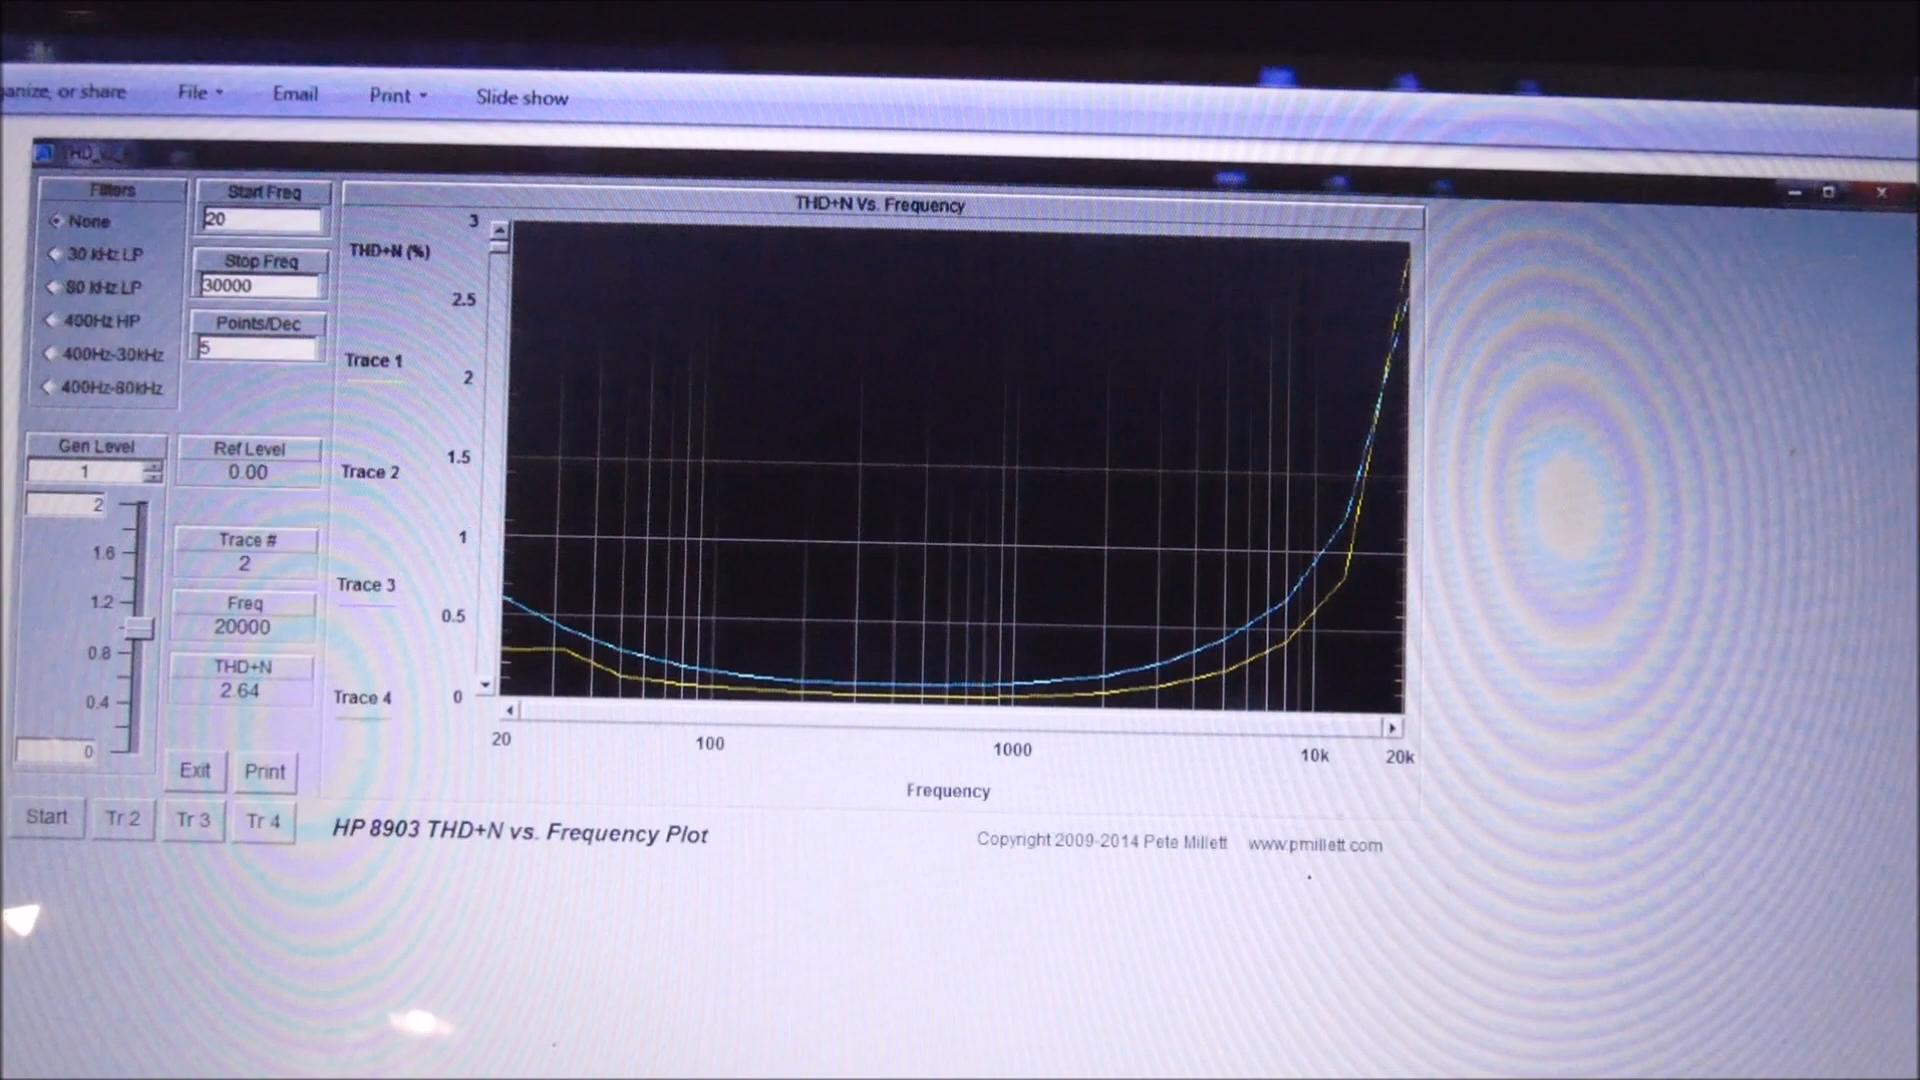 anize, or share File Email Print Slide show
THD_v2
Filters
None
30 kHz LP
80 kHz LP
400Hz HP
400Hz-30kHz
400Hz-80kHz
Start Freq
20
Stop Freq
30000
Points/Dec
5
Gen Level
1
2
1.6
1.2
0.8
0.4
0
Ref Level
0.00
Trace #
2
Freq
20000
THD+N
2.64
Exit Print
Start Tr 2 Tr 3 Tr 4
THD+N Vs. Frequency
THD+N (%)
Trace 1
Trace 2
Trace 3
Trace 4
3
2.5
2
1.5
1
0.5
0
20 100 1000 10k 20k
Frequency
HP 8903 THD+N vs. Frequency Plot
Copyright 2009-2014 Pete Millett www.pmillett.com